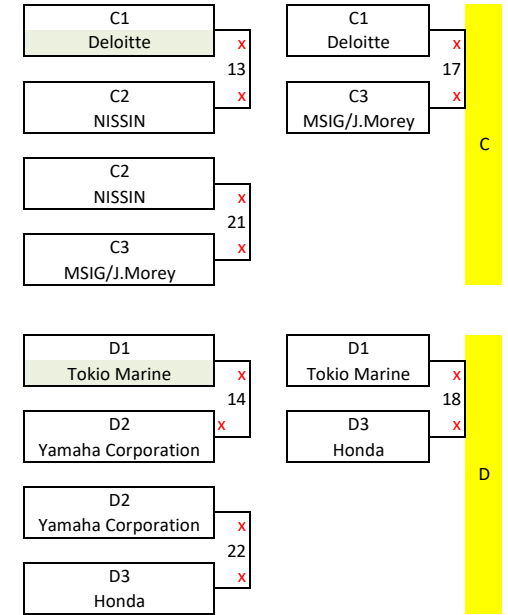 C1
Deloitte
x
13
x
C2
NISSIN
C1
Deloitte
x
17
x
C3
MSIG/J.Morey
C
C2
NISSIN
x
21
x
C3
MSIG/J.Morey
D1
Tokio Marine
x
14
x
D2
Yamaha Corporation
D1
Tokio Marine
x
18
x
D3
Honda
D
D2
Yamaha Corporation
x
22
x
D3
Honda